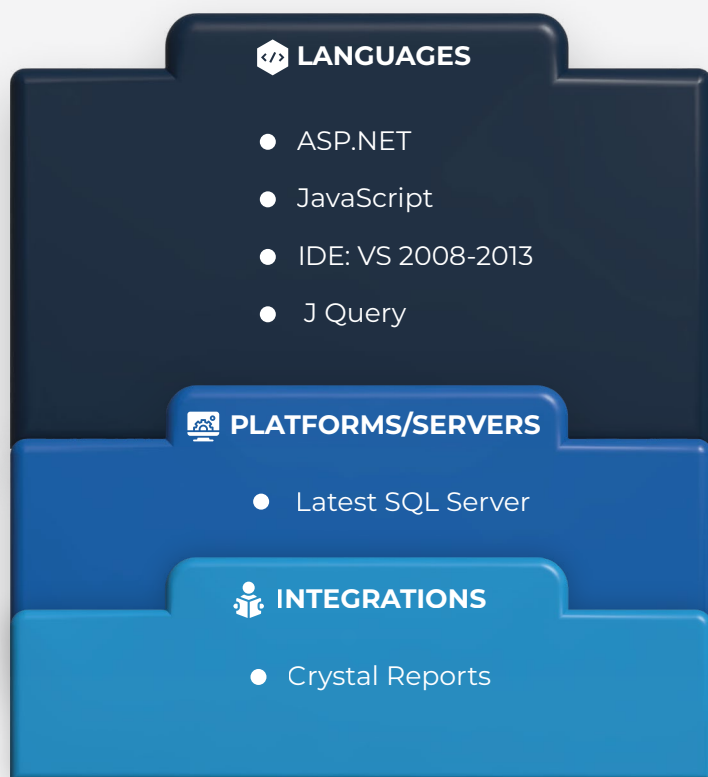 LANGUAGES
ASP.NET
JavaScript
IDE: VS 2008-2013
J Query
PLATFORMS/SERVERS
Latest SQL Server
INTEGRATIONS
Crystal Reports